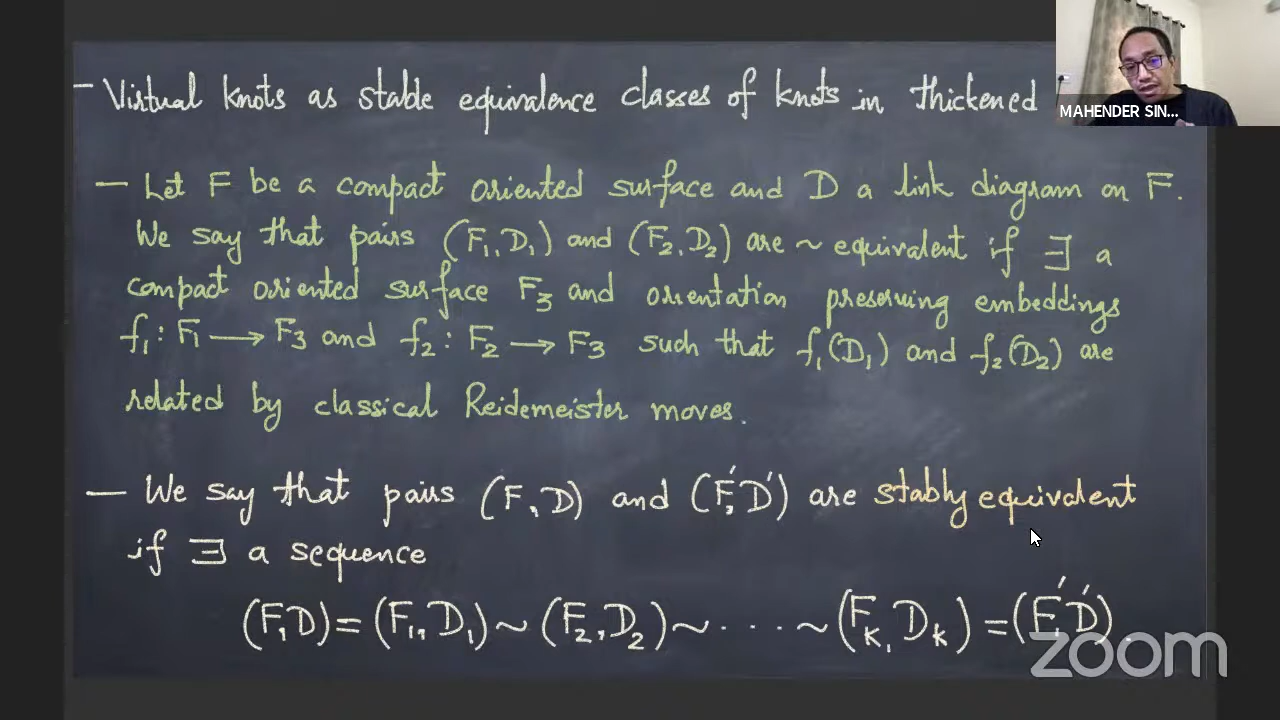 - Virtual knots as stable equivalence classes of knots in thickened
MAHENDER SIN...
— Let F be a compact oriented surface and D a link diagram on F.
We say that pairs (F₁, D₁) and (F₂, D₂) are ~ equivalent if ∃ a
compact oriented surface F₃ and orientation preserving embeddings
f₁ : F₁ ⟶ F₃ and f₂ : F₂ ⟶ F₃ such that f₁(D₁) and f₂(D₂) are
related by classical Reidemeister moves.
— We say that pairs (F, D) and (F′, D′) are stably equivalent
if ∃ a sequence
(F, D) = (F₁, D₁) ~ (F₂, D₂) ~ · · · ~ (Fₖ, Dₖ) = (F′, D′).
zoom